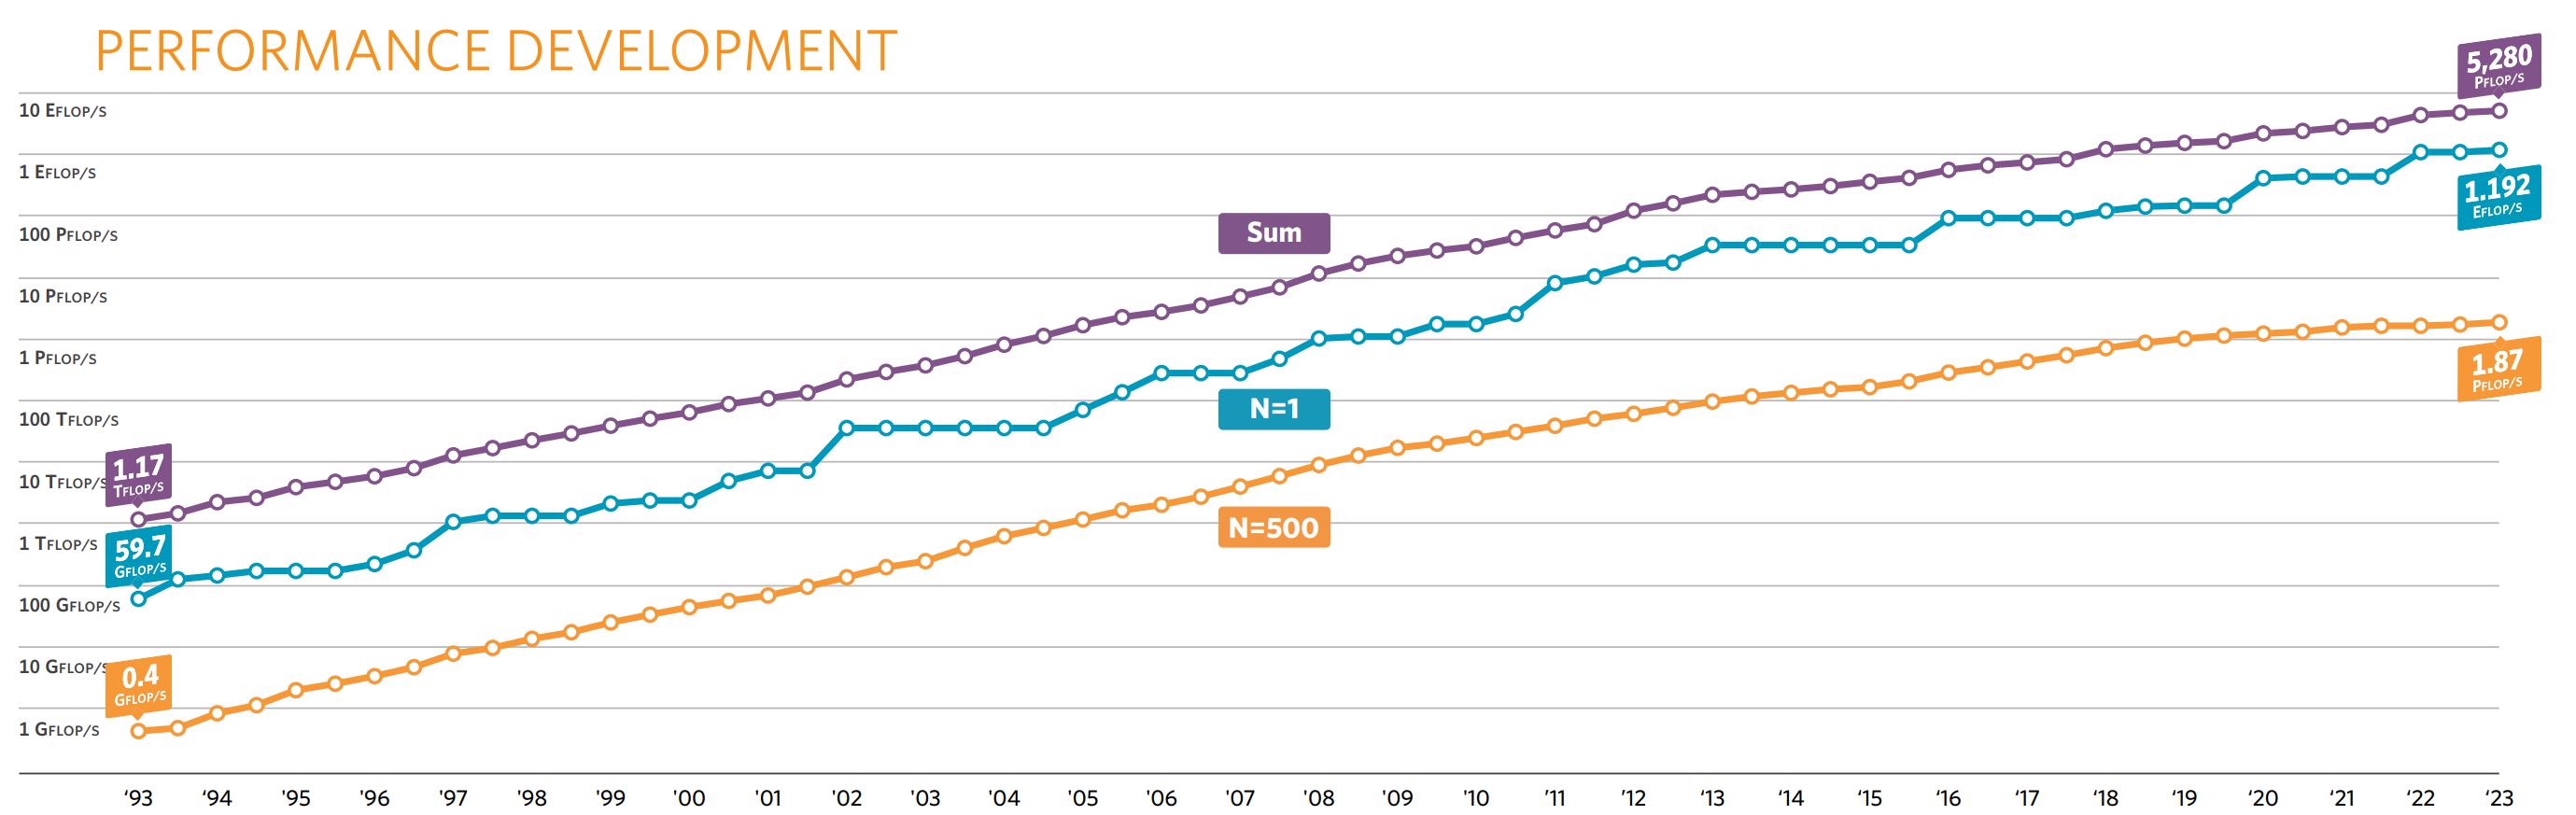 PERFORMANCE DEVELOPMENT
5,280
PFLOP/S
10 EFLOP/S
1 EFLOP/S
1.192
EFLOP/S
100 PFLOP/S
Sum
10 PFLOP/S
1 PFLOP/S
1.87
PFLOP/S
100 TFLOP/S
N=1
1.17
TFLOP/S
10 TFLOP/S
N=500
1 TFLOP/S
59.7
GFLOP/S
100 GFLOP/S
10 GFLOP/S
0.4
GFLOP/S
1 GFLOP/S
‘93 ‘94 '95 '96 '97 '98 '99 '00 '01 '02 '03 '04 '05 '06 '07 '08 '09 '10 '11 '12 ‘13 ‘14 ‘15 ‘16 ‘17 ‘18 ‘19 ‘20 ‘21 ‘22 ‘23